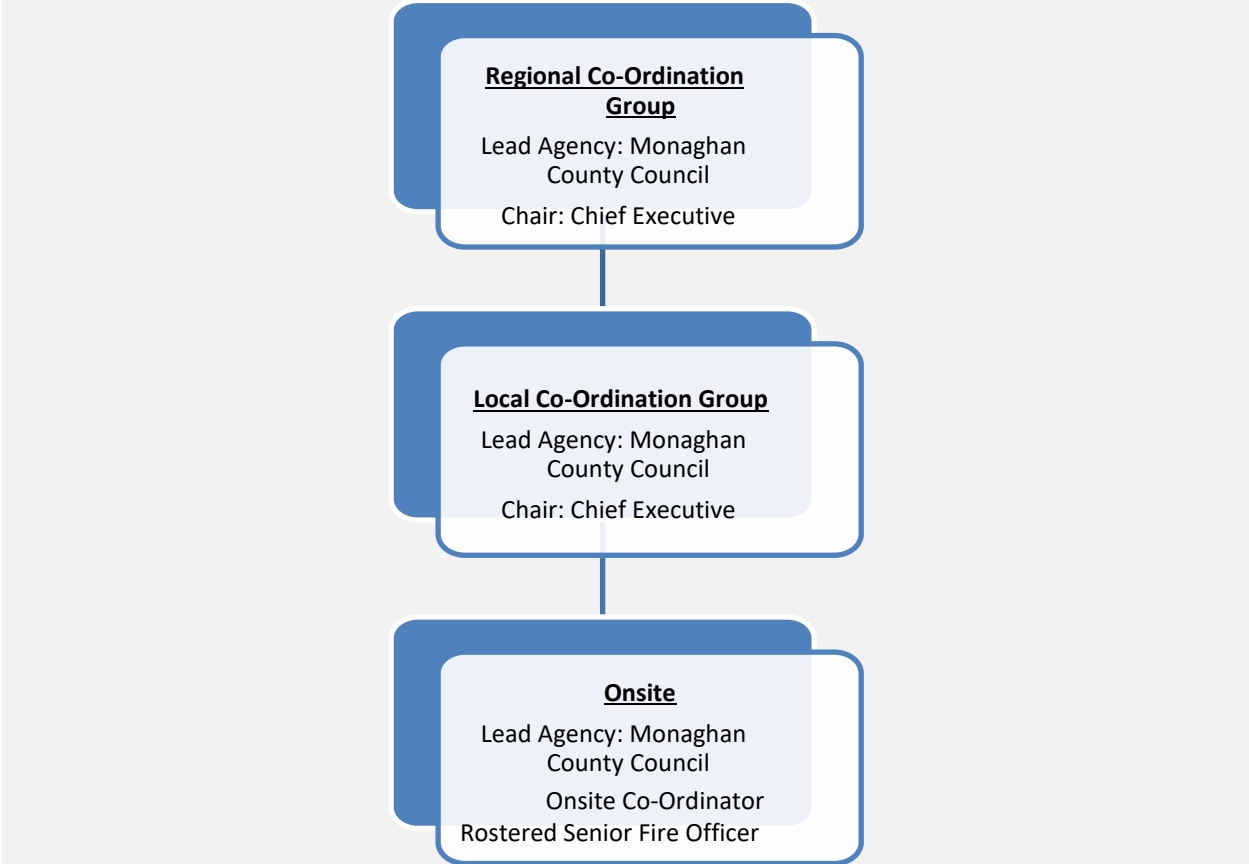 Regional Co-Ordination
Group
Lead Agency: Monaghan
County Council
Chair: Chief Executive
Local Co-Ordination Group
Lead Agency: Monaghan
County Council
Chair: Chief Executive
Onsite
Lead Agency: Monaghan
County Council
Onsite Co-Ordinator
Rostered Senior Fire Officer